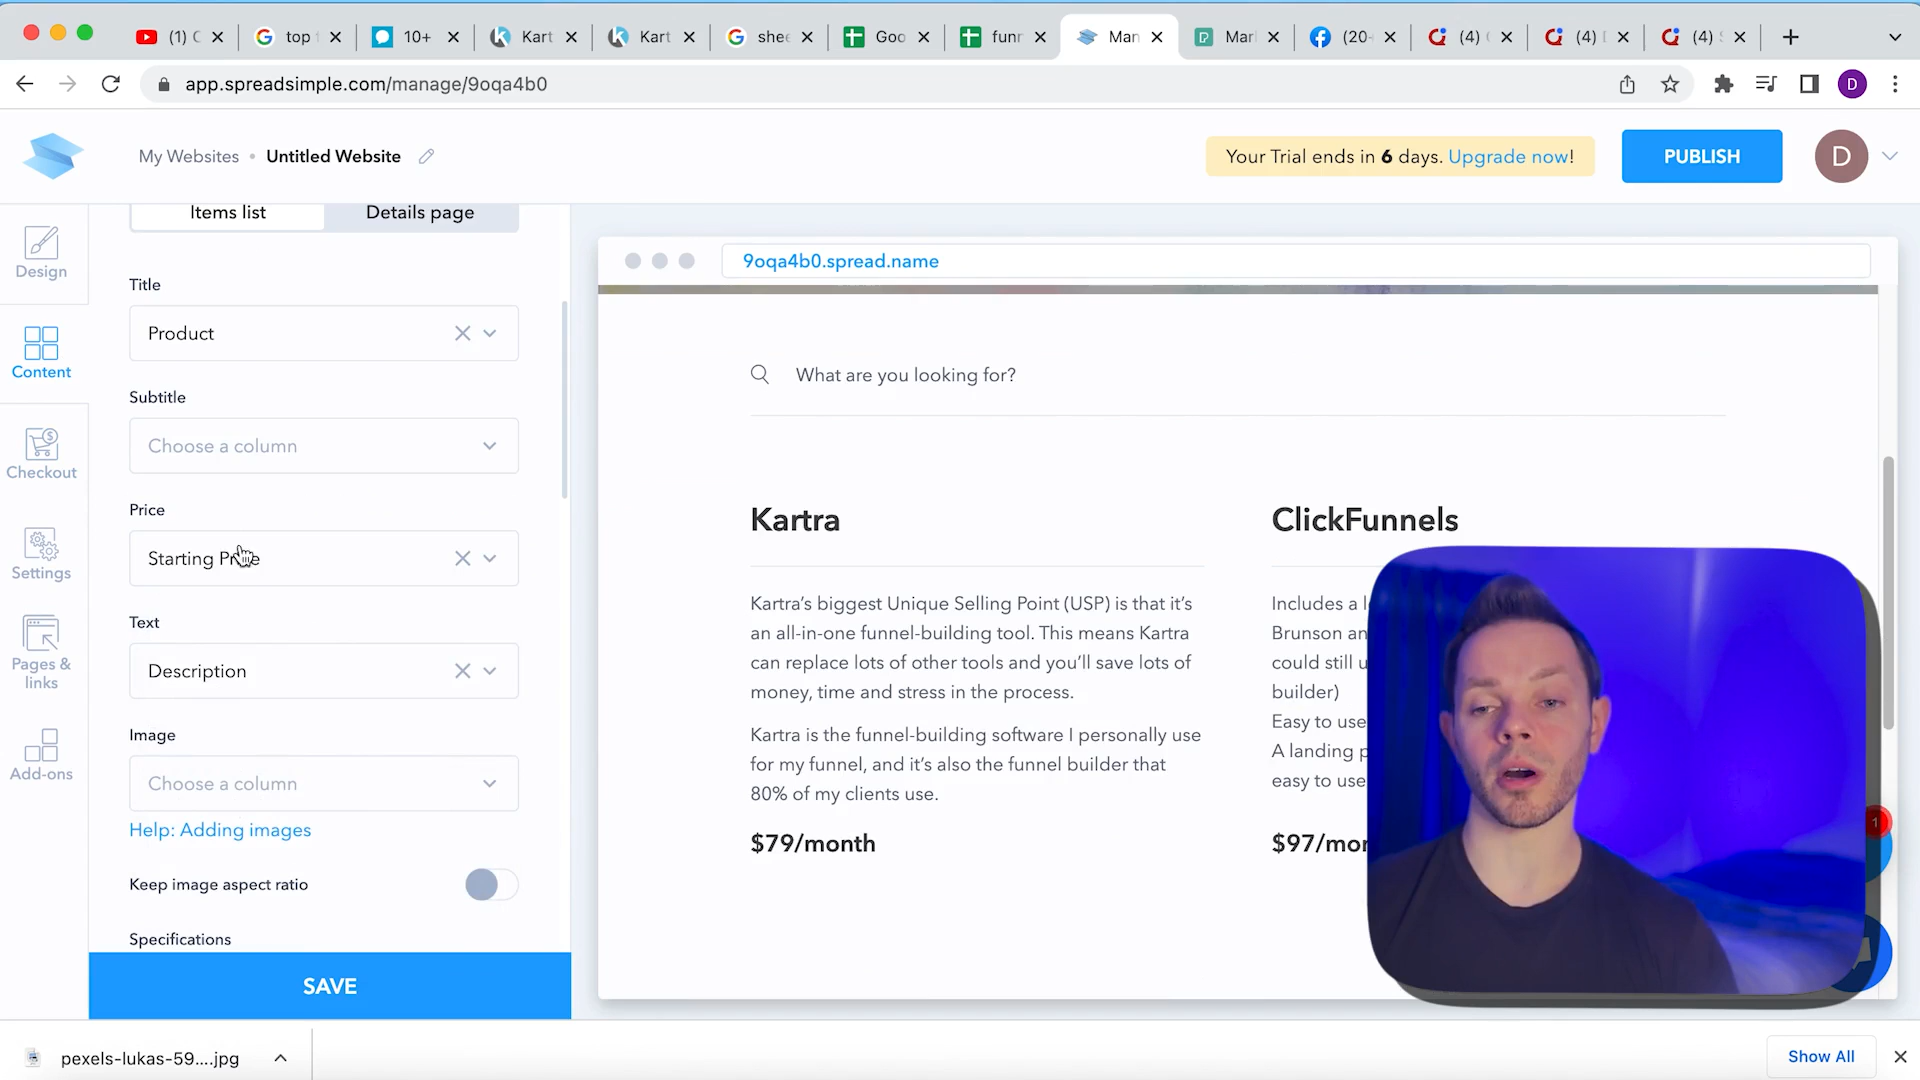 (1) C
top
10+
Kart
Kart
shee
Goo
funr
Man
Marl
(20-
(4)
(4)
(4)
app.spreadsimple.com/manage/9oqa4b0
D
My Websites • Untitled Website
Your Trial ends in 6 days. Upgrade now!
PUBLISH
D
Items list
Details page
Design
Content
Checkout
Settings
Pages & links
Add-ons
Title
Product
Subtitle
Choose a column
Price
Starting Price
Text
Description
Image
Choose a column
Help: Adding images
Keep image aspect ratio
Specifications
SAVE
9oqa4b0.spread.name
What are you looking for?
Kartra
Kartra’s biggest Unique Selling Point (USP) is that it’s
an all-in-one funnel-building tool. This means Kartra
can replace lots of other tools and you’ll save lots of
money, time and stress in the process.
Kartra is the funnel-building software I personally use
for my funnel, and it’s also the funnel builder that
80% of my clients use.
$79/month
ClickFunnels
Includes a l
Brunson an
could still u
builder)
Easy to use
A landing p
easy to use
$97/mor
1
pexels-lukas-59....jpg
Show All